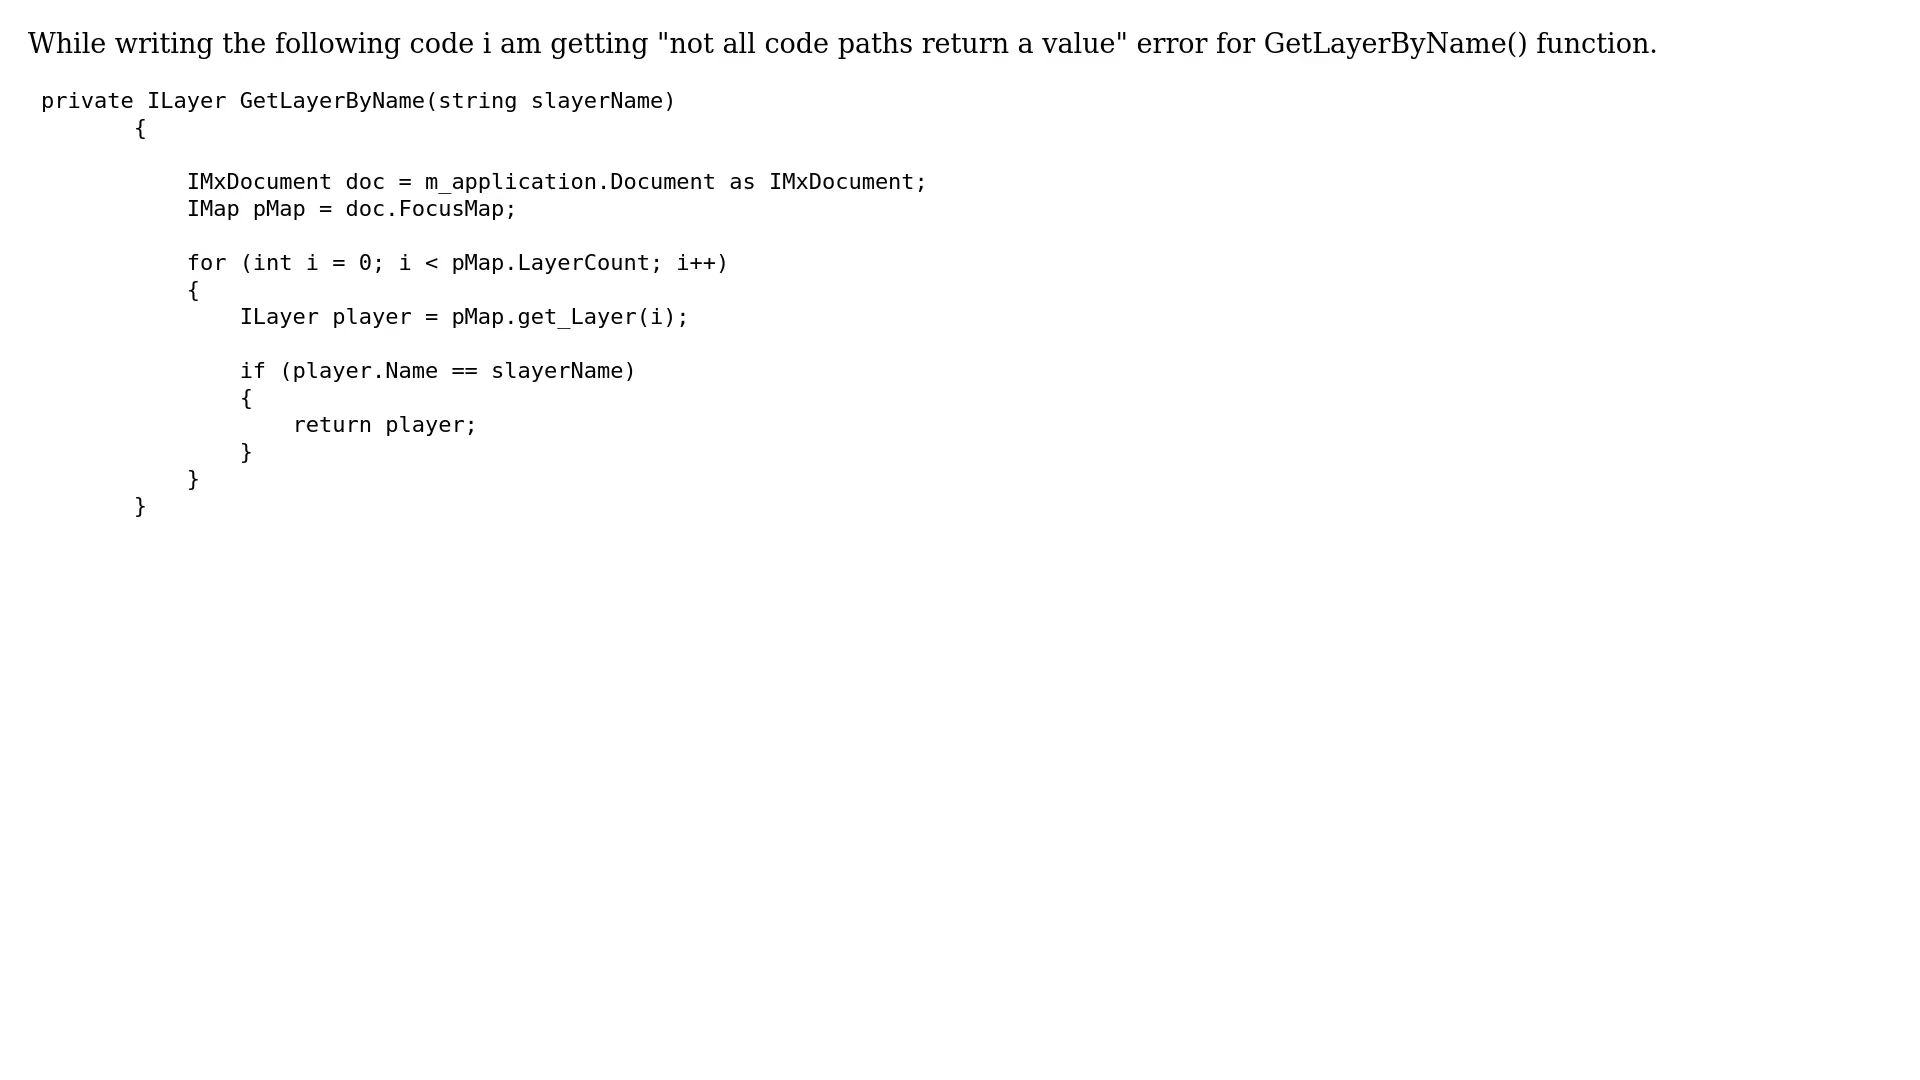 While writing the following code i am getting "not all code paths return a value" error for GetLayerByName() function.
private ILayer GetLayerByName(string slayerName)
{
IMxDocument doc = m_application.Document as IMxDocument;
IMap pMap = doc.FocusMap;
for (int i = 0; i < pMap.LayerCount; i++)
{
ILayer player = pMap.get_Layer(i);
if (player.Name == slayerName)
{
return player;
}
}
}